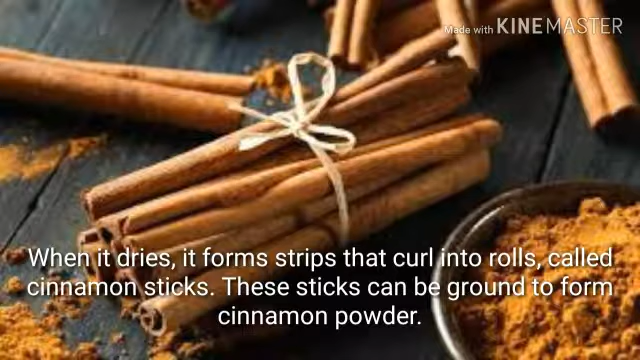 Made with KINEMASTER
When it dries, it forms strips that curl into rolls, called
cinnamon sticks. These sticks can be ground to form
cinnamon powder.